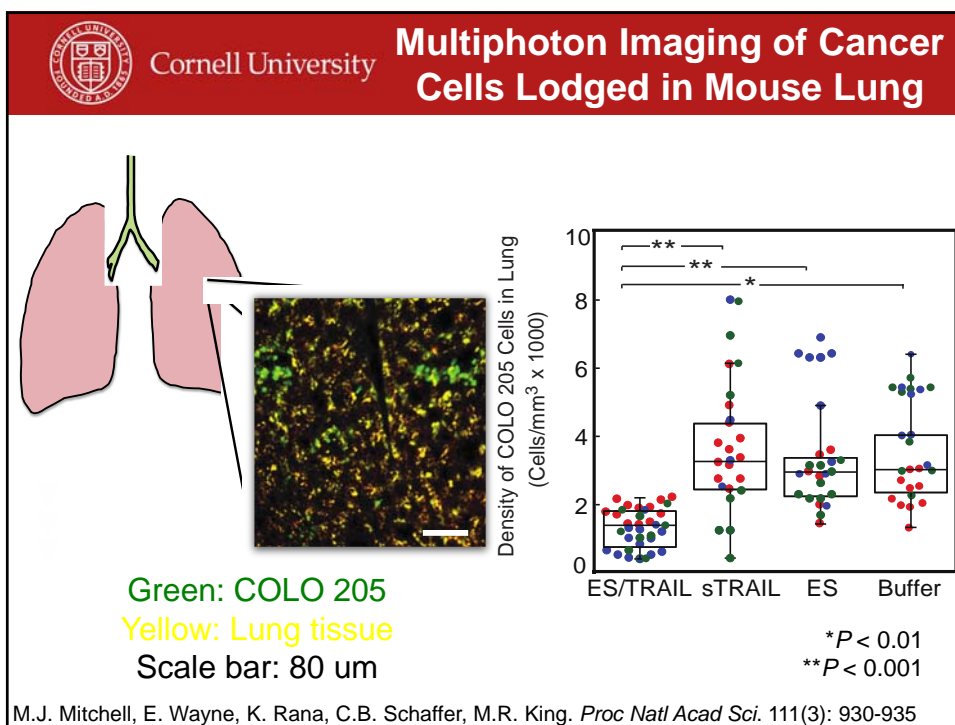 Cornell University
Multiphoton Imaging of Cancer
Cells Lodged in Mouse Lung
Density of COLO 205 Cells in Lung
(Cells/mm³ x 1000)
10
8
6
4
2
0
**
**
*
ES/TRAIL sTRAIL ES Buffer
Green: COLO 205
Yellow: Lung tissue
Scale bar: 80 um
*P < 0.01
**P < 0.001
M.J. Mitchell, E. Wayne, K. Rana, C.B. Schaffer, M.R. King. Proc Natl Acad Sci. 111(3): 930-935